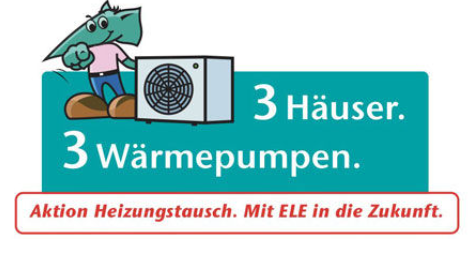 3 Häuser.
3 Wärmepumpen.
Aktion Heizungstausch. Mit ELE in die Zukunft.